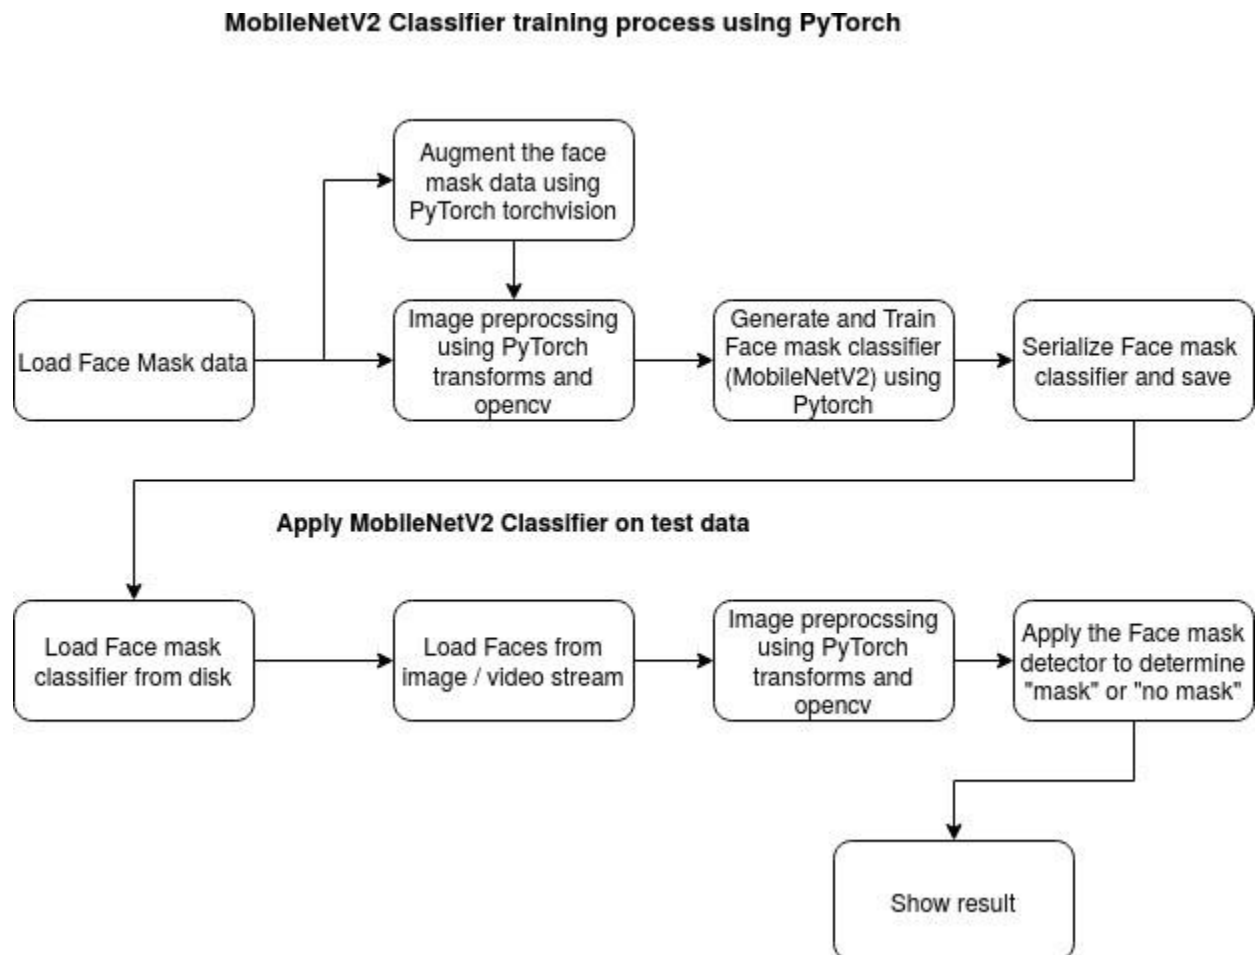 MobileNetV2 Classifier training process using PyTorch
Augment the face
mask data using
PyTorch torchvision
Load Face Mask data
Image preprocssing
using PyTorch
transforms and
opencv
Generate and Train
Face mask classifier
(MobileNetV2) using
Pytorch
Serialize Face mask
classifier and save
Apply MobileNetV2 Classifier on test data
Load Face mask
classifier from disk
Load Faces from
image / video stream
Image preprocssing
using PyTorch
transforms and
opencv
Apply the Face mask
detector to determine
"mask" or "no mask"
Show result